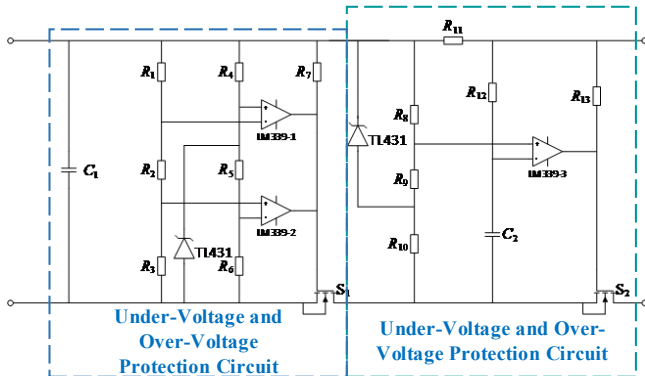 R11
R1
R4
R7
R12
R13
LM339-1
R8
TL431
C1
R2
R5
LM339-3
R9
LM339-2
TL431
R10
C2
R3
R6
S1
S2
Under-Voltage and
Over-Voltage
Protection Circuit
Under-Voltage and Over-
Voltage Protection Circuit